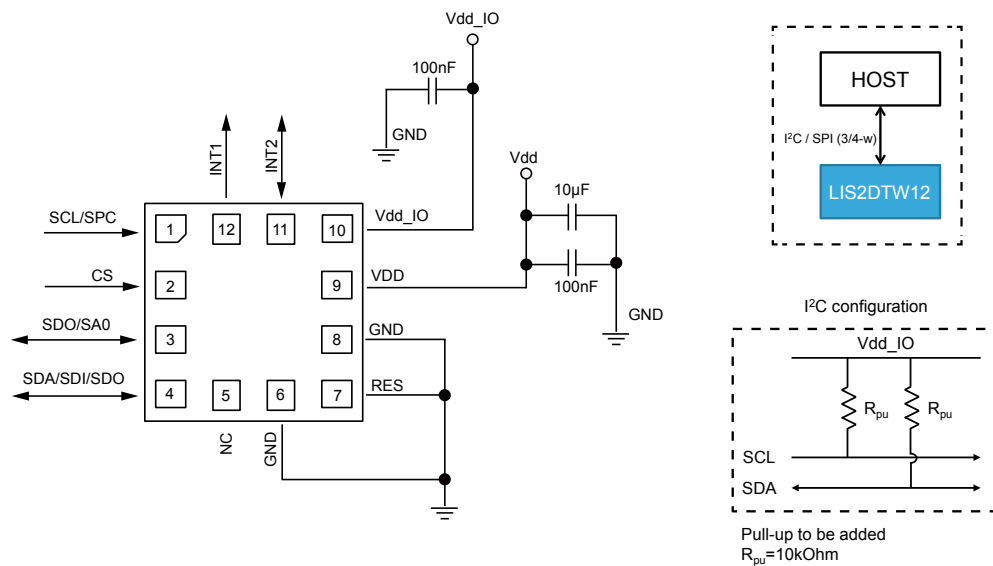 Vdd_IO
100nF
GND
INT1
INT2
Vdd
10µF
100nF
GND
SCL/SPC
CS
SDO/SA0
SDA/SDI/SDO
1
12
11
10
2
9
3
8
4
5
6
7
Vdd_IO
VDD
GND
RES
NC
GND
HOST
I²C / SPI (3/4-w)
LIS2DTW12
I²C configuration
Vdd_IO
Rpu
Rpu
SCL
SDA
Pull-up to be added
Rpu=10kOhm